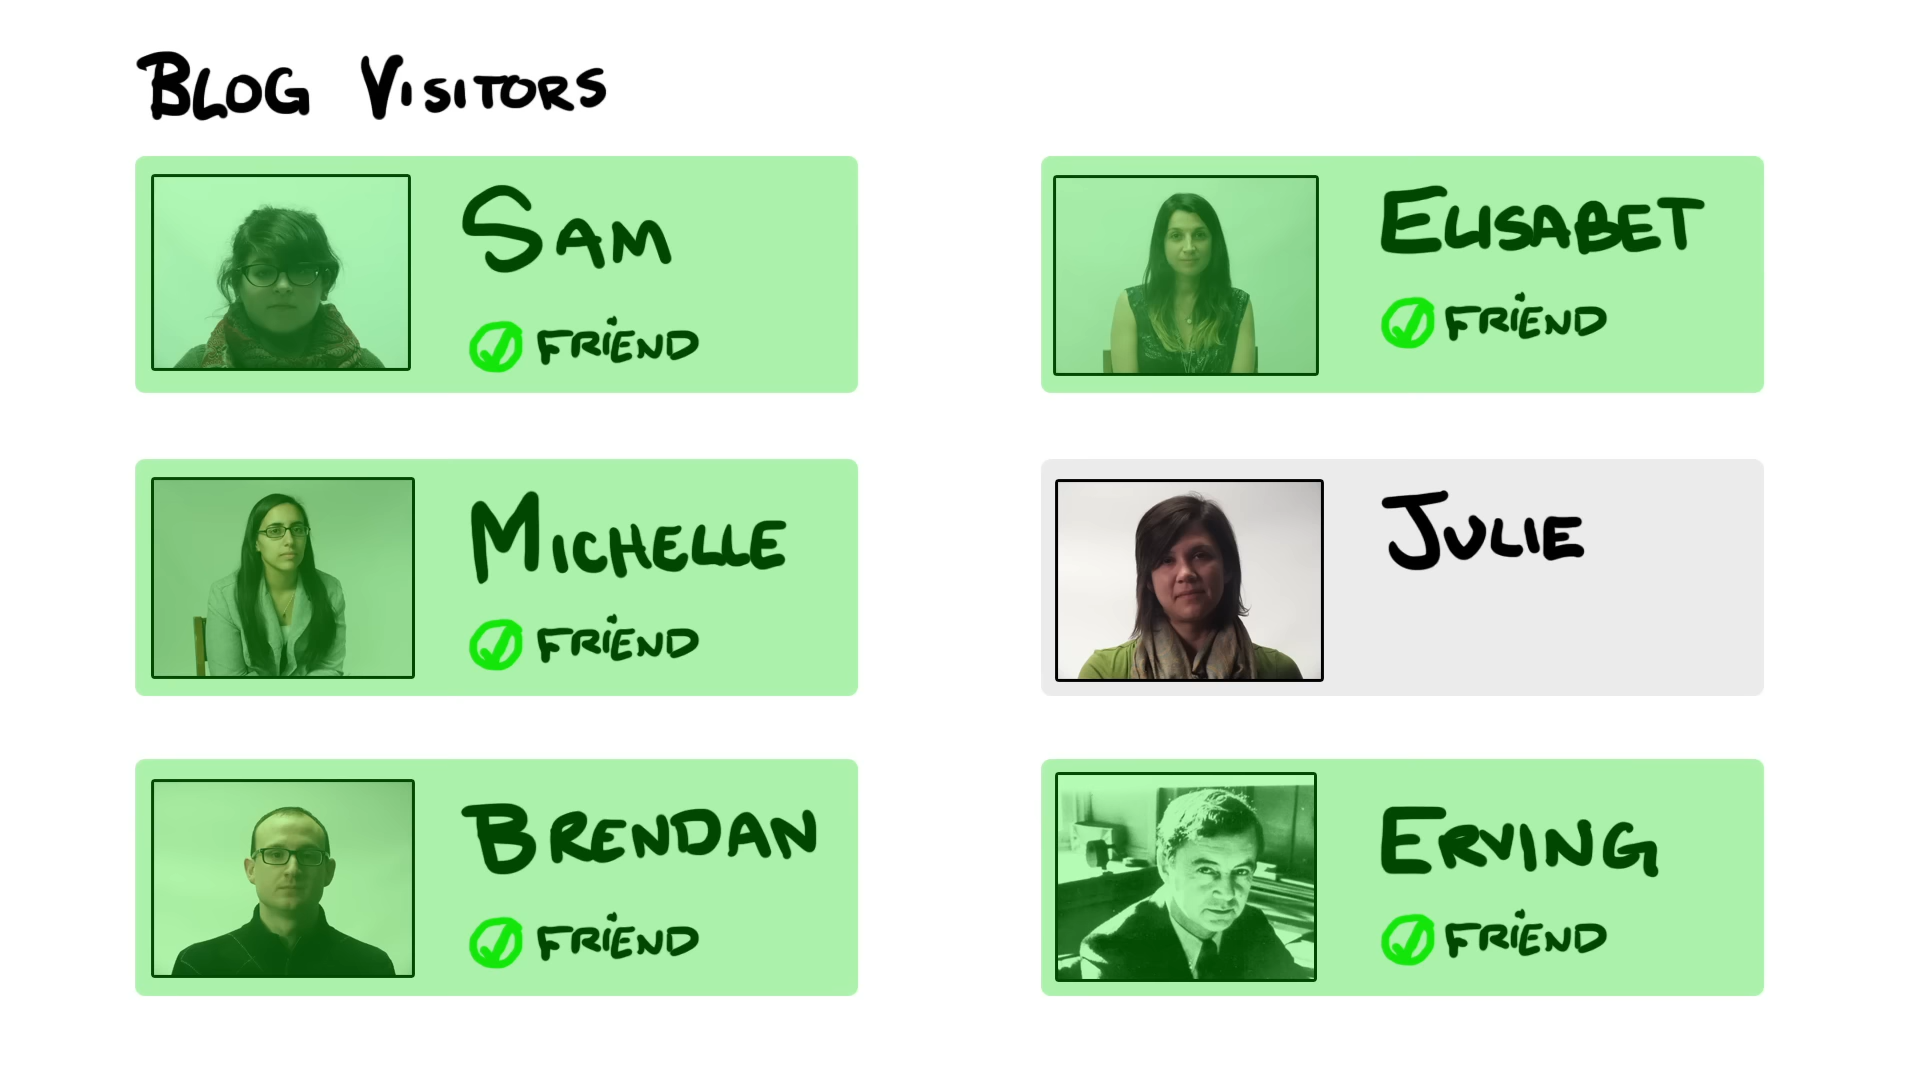 BLOG VISITORS
SAM
FRIEND
ELISABET
FRIEND
MICHELLE
FRIEND
JULIE
BRENDAN
FRIEND
ERVING
FRIEND